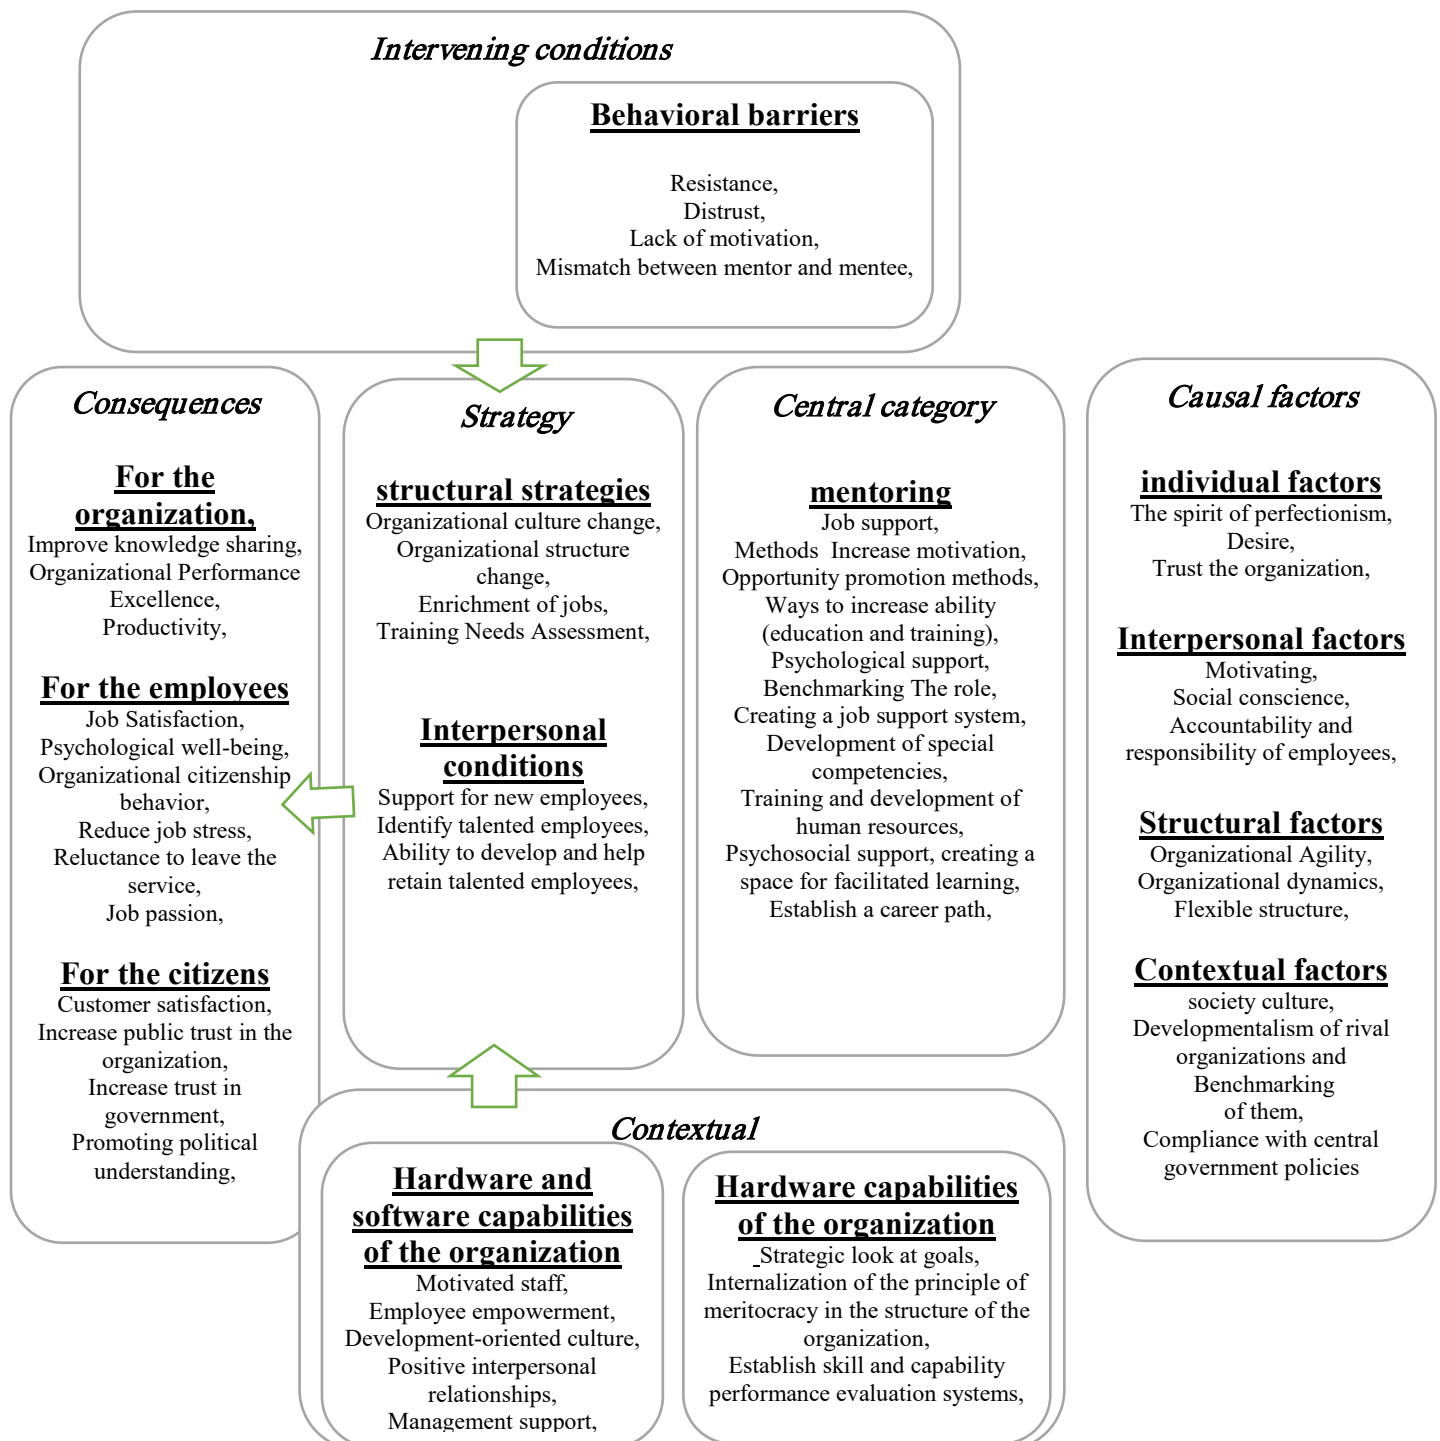 Intervening conditions
Behavioral barriers
Resistance,
Distrust,
Lack of motivation,
Mismatch between mentor and mentee,
Consequences
For the
organization,
Improve knowledge sharing,
Organizational Performance
Excellence,
Productivity,
For the employees
Job Satisfaction,
Psychological well-being,
Organizational citizenship
behavior,
Reduce job stress,
Reluctance to leave the
service,
Job passion,
For the citizens
Customer satisfaction,
Increase public trust in the
organization,
Increase trust in
government,
Promoting political
understanding,
Strategy
structural strategies
Organizational culture change,
Organizational structure
change,
Enrichment of jobs,
Training Needs Assessment,
Interpersonal
conditions
Support for new employees,
Identify talented employees,
Ability to develop and help
retain talented employees,
Central category
mentoring
Job support,
Methods  Increase motivation,
Opportunity promotion methods,
Ways to increase ability
(education and training),
Psychological support,
Benchmarking The role,
Creating a job support system,
Development of special
competencies,
Training and development of
human resources,
Psychosocial support, creating a
space for facilitated learning,
Establish a career path,
Causal factors
individual factors
The spirit of perfectionism,
Desire,
Trust the organization,
Interpersonal factors
Motivating,
Social conscience,
Accountability and
responsibility of employees,
Structural factors
Organizational Agility,
Organizational dynamics,
Flexible structure,
Contextual factors
society culture,
Developmentalism of rival
organizations and
Benchmarking
of them,
Compliance with central
government policies
Contextual
Hardware and
software capabilities
of the organization
Motivated staff,
Employee empowerment,
Development-oriented culture,
Positive interpersonal
relationships,
Management support,
Hardware capabilities
of the organization
Strategic look at goals,
Internalization of the principle of
meritocracy in the structure of the
organization,
Establish skill and capability
performance evaluation systems,